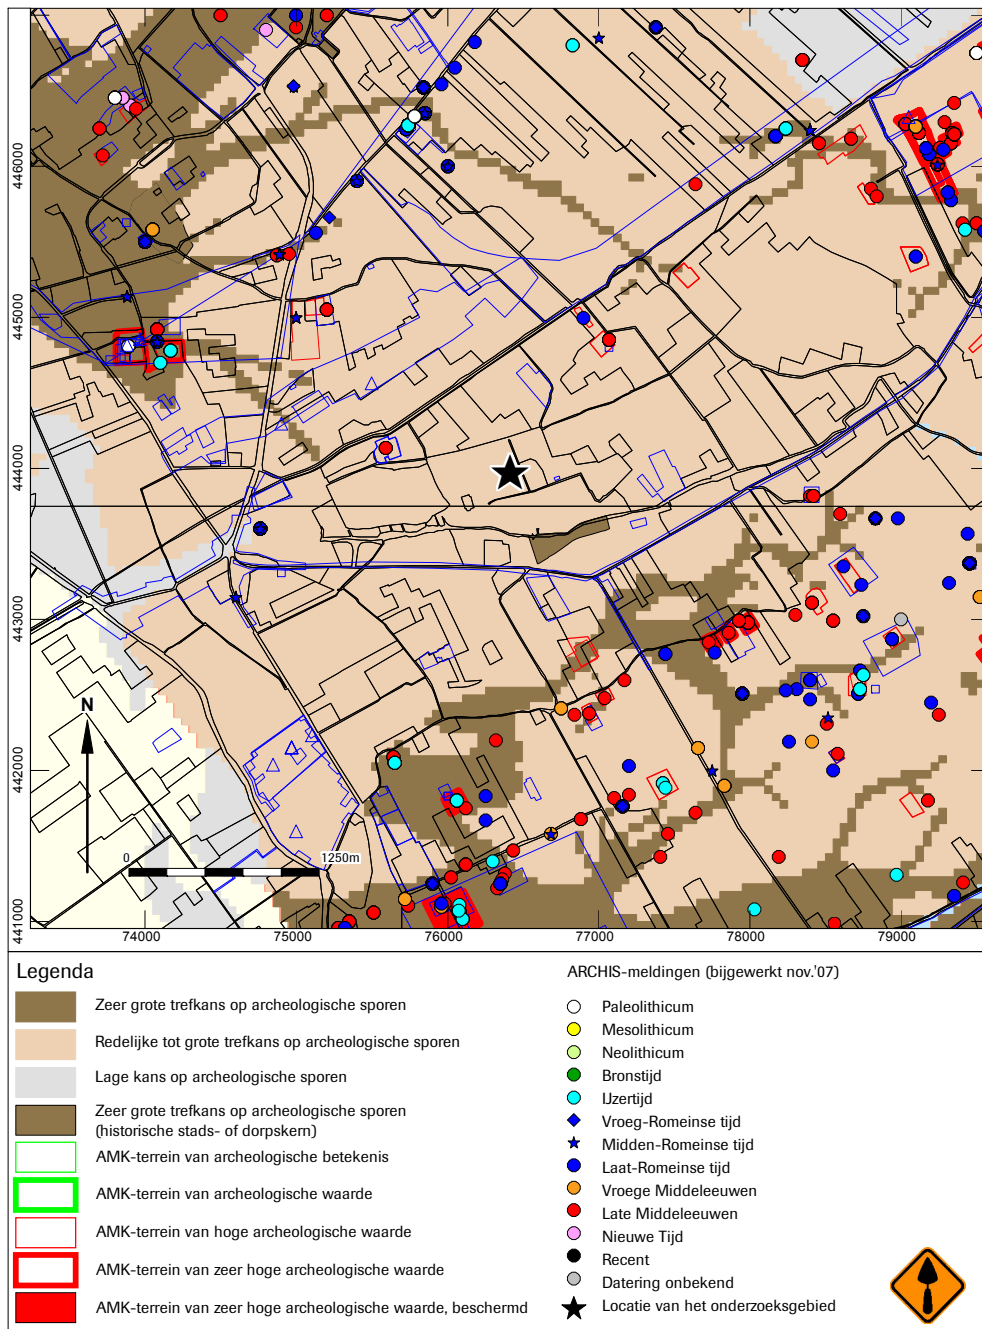 446000
445000
444000
443000
442000
441000
N
0
1250m
74000
75000
76000
77000
78000
79000
Legenda
Zeer grote trefkans op archeologische sporen
Redelijke tot grote trefkans op archeologische sporen
Lage kans op archeologische sporen
Zeer grote trefkans op archeologische sporen
(historische stads- of dorpskern)
AMK-terrein van archeologische betekenis
AMK-terrein van archeologische waarde
AMK-terrein van hoge archeologische waarde
AMK-terrein van zeer hoge archeologische waarde
AMK-terrein van zeer hoge archeologische waarde, beschermd
ARCHIS-meldingen (bijgewerkt nov.'07)
Paleolithicum
Mesolithicum
Neolithicum
Bronstijd
IJzertijd
Vroeg-Romeinse tijd
Midden-Romeinse tijd
Laat-Romeinse tijd
Vroege Middeleeuwen
Late Middeleeuwen
Nieuwe Tijd
Recent
Datering onbekend
Locatie van het onderzoeksgebied